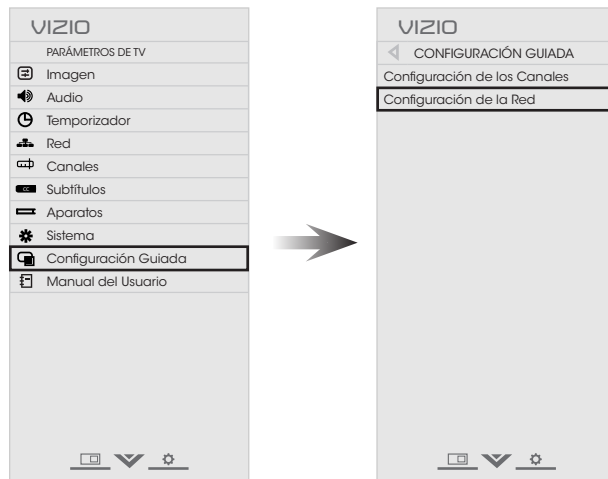 VIZIO
PARÁMETROS DE TV
Imagen
Audio
Temporizador
Red
Canales
CC
Subtítulos
Aparatos
Sistema
Configuración Guiada
Manual del Usuario
VIZIO
CONFIGURACIÓN GUIADA
Configuración de los Canales
Configuración de la Red